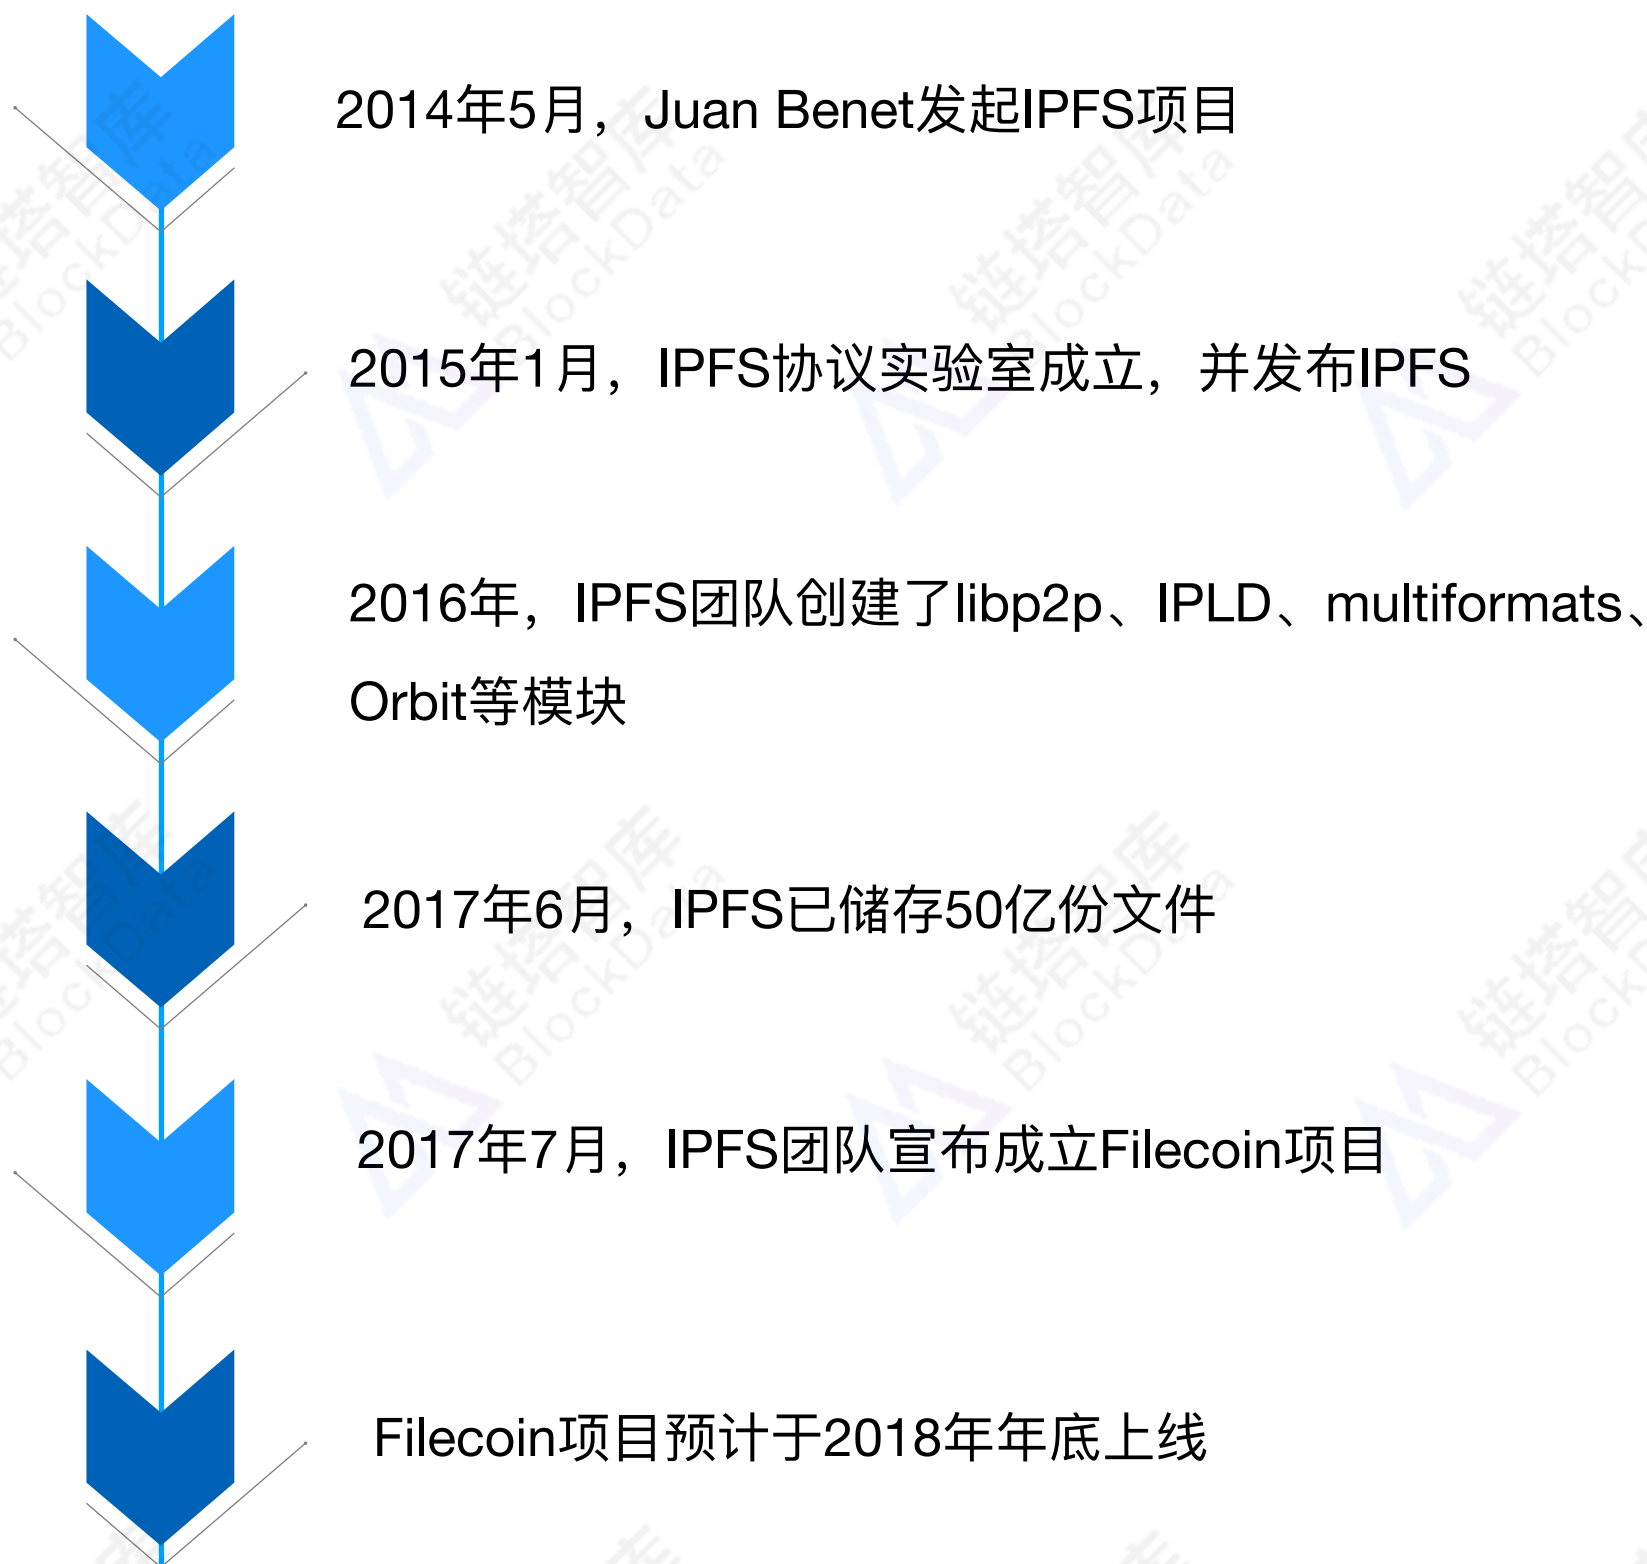 2014年5月，Juan Benet发起IPFS项目
2015年1月，IPFS协议实验室成立，并发布IPFS
2016年，IPFS团队创建了libp2p、IPLD、multiformats、
Orbit等模块
2017年6月，IPFS已储存50亿份文件
2017年7月，IPFS团队宣布成立Filecoin项目
Filecoin项目预计于2018年年底上线
链塔智库
BlockData